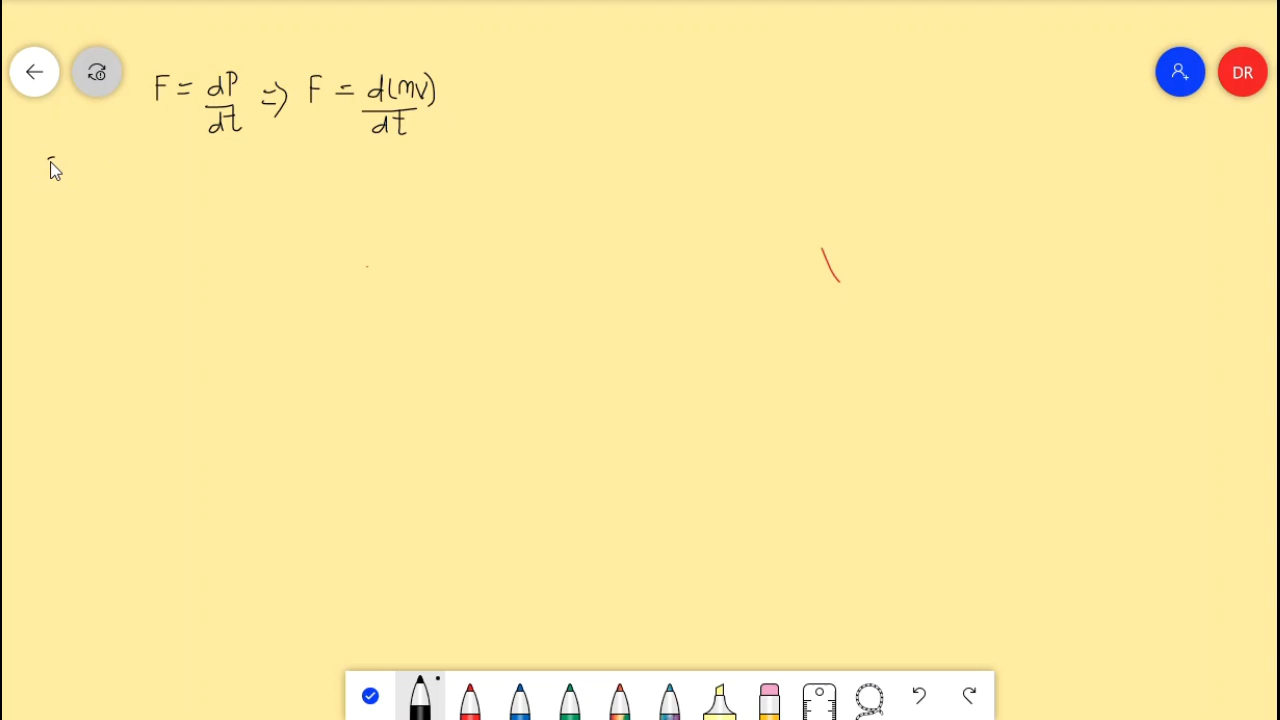 F = dP/dt => F = d(mv)/dt
DR